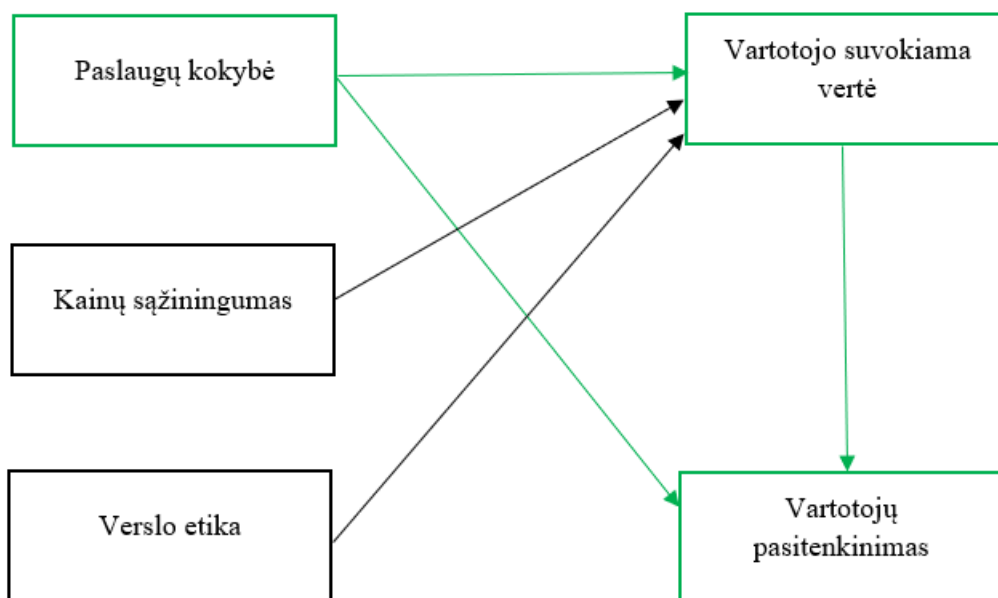 Paslaugų kokybė
Vartotojo suvokiama
vertė
Kainų sąžiningumas
Verslo etika
Vartotojų
pasitenkinimas